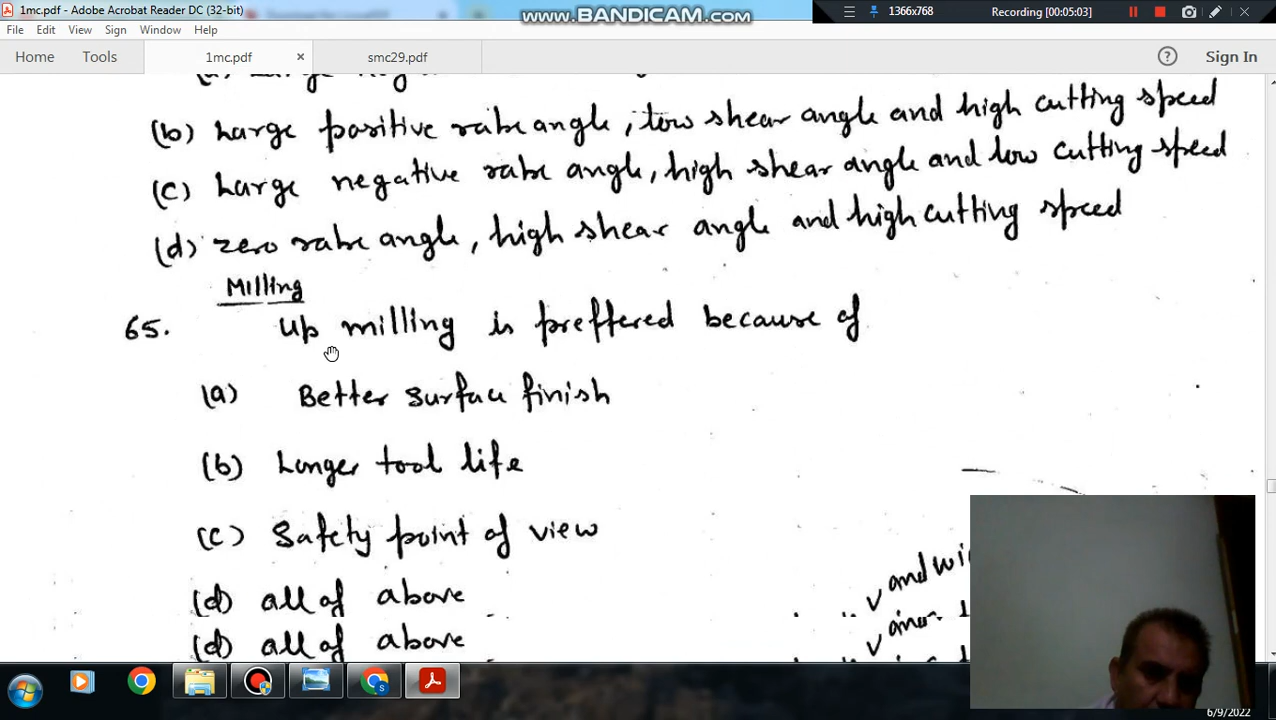 1mc.pdf - Adobe Acrobat Reader DC (32-bit)
www.BANDICAM.com
1366x768
Recording [00:05:03]
File Edit View Sign Window Help
Home Tools 1mc.pdf × smc29.pdf ? Sign In
(b) Large positive rake angle, low shear angle and high cutting speed
(c) Large negative rake angle, high shear angle and low cutting speed
(d) zero rake angle, high shear angle and high cutting speed
Milling
65. Up milling is preffered because of
(a) Better surface finish
(b) Longer tool life
(c) Safety point of view
(d) all of above
(d) all of above
6/9/2022